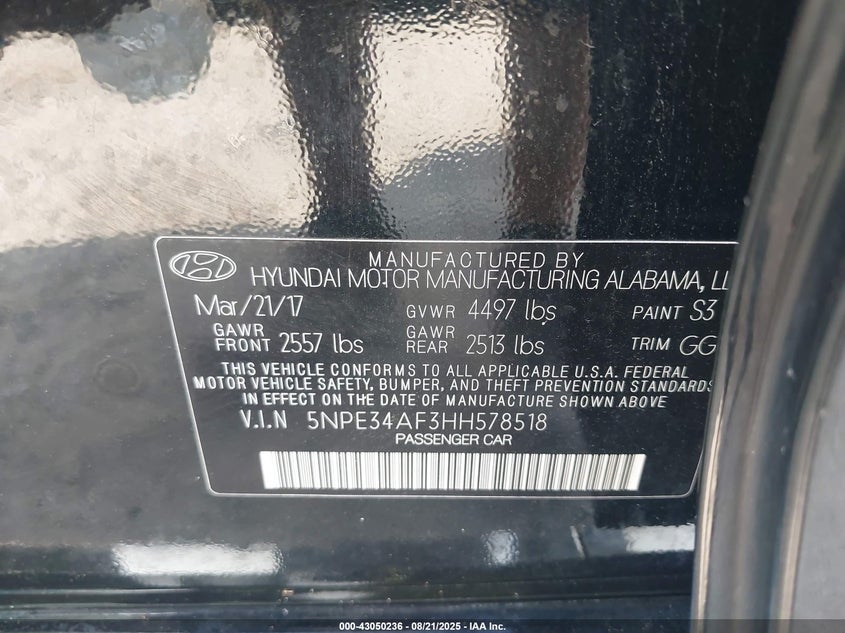 MANUFACTURED BY
HYUNDAI MOTOR MANUFACTURING ALABAMA,
Mar/21/17 GVWR 4497 lbs PAINT S3
GAWR FRONT 2557 lbs GAWR REAR 2513 lbs TRIM GG
THIS VEHICLE CONFORMS TO ALL APPLICABLE U.S.A. FEDERAL
MOTOR VEHICLE SAFETY, BUMPER, AND THEFT PREVENTION STANDARDS
IN EFFECT ON THE DATE OF MANUFACTURE SHOWN ABOVE
V.I.N 5NPE34AF3HH578518
PASSENGER CAR
000-43050236 - 08/21/2025 - IAA Inc.